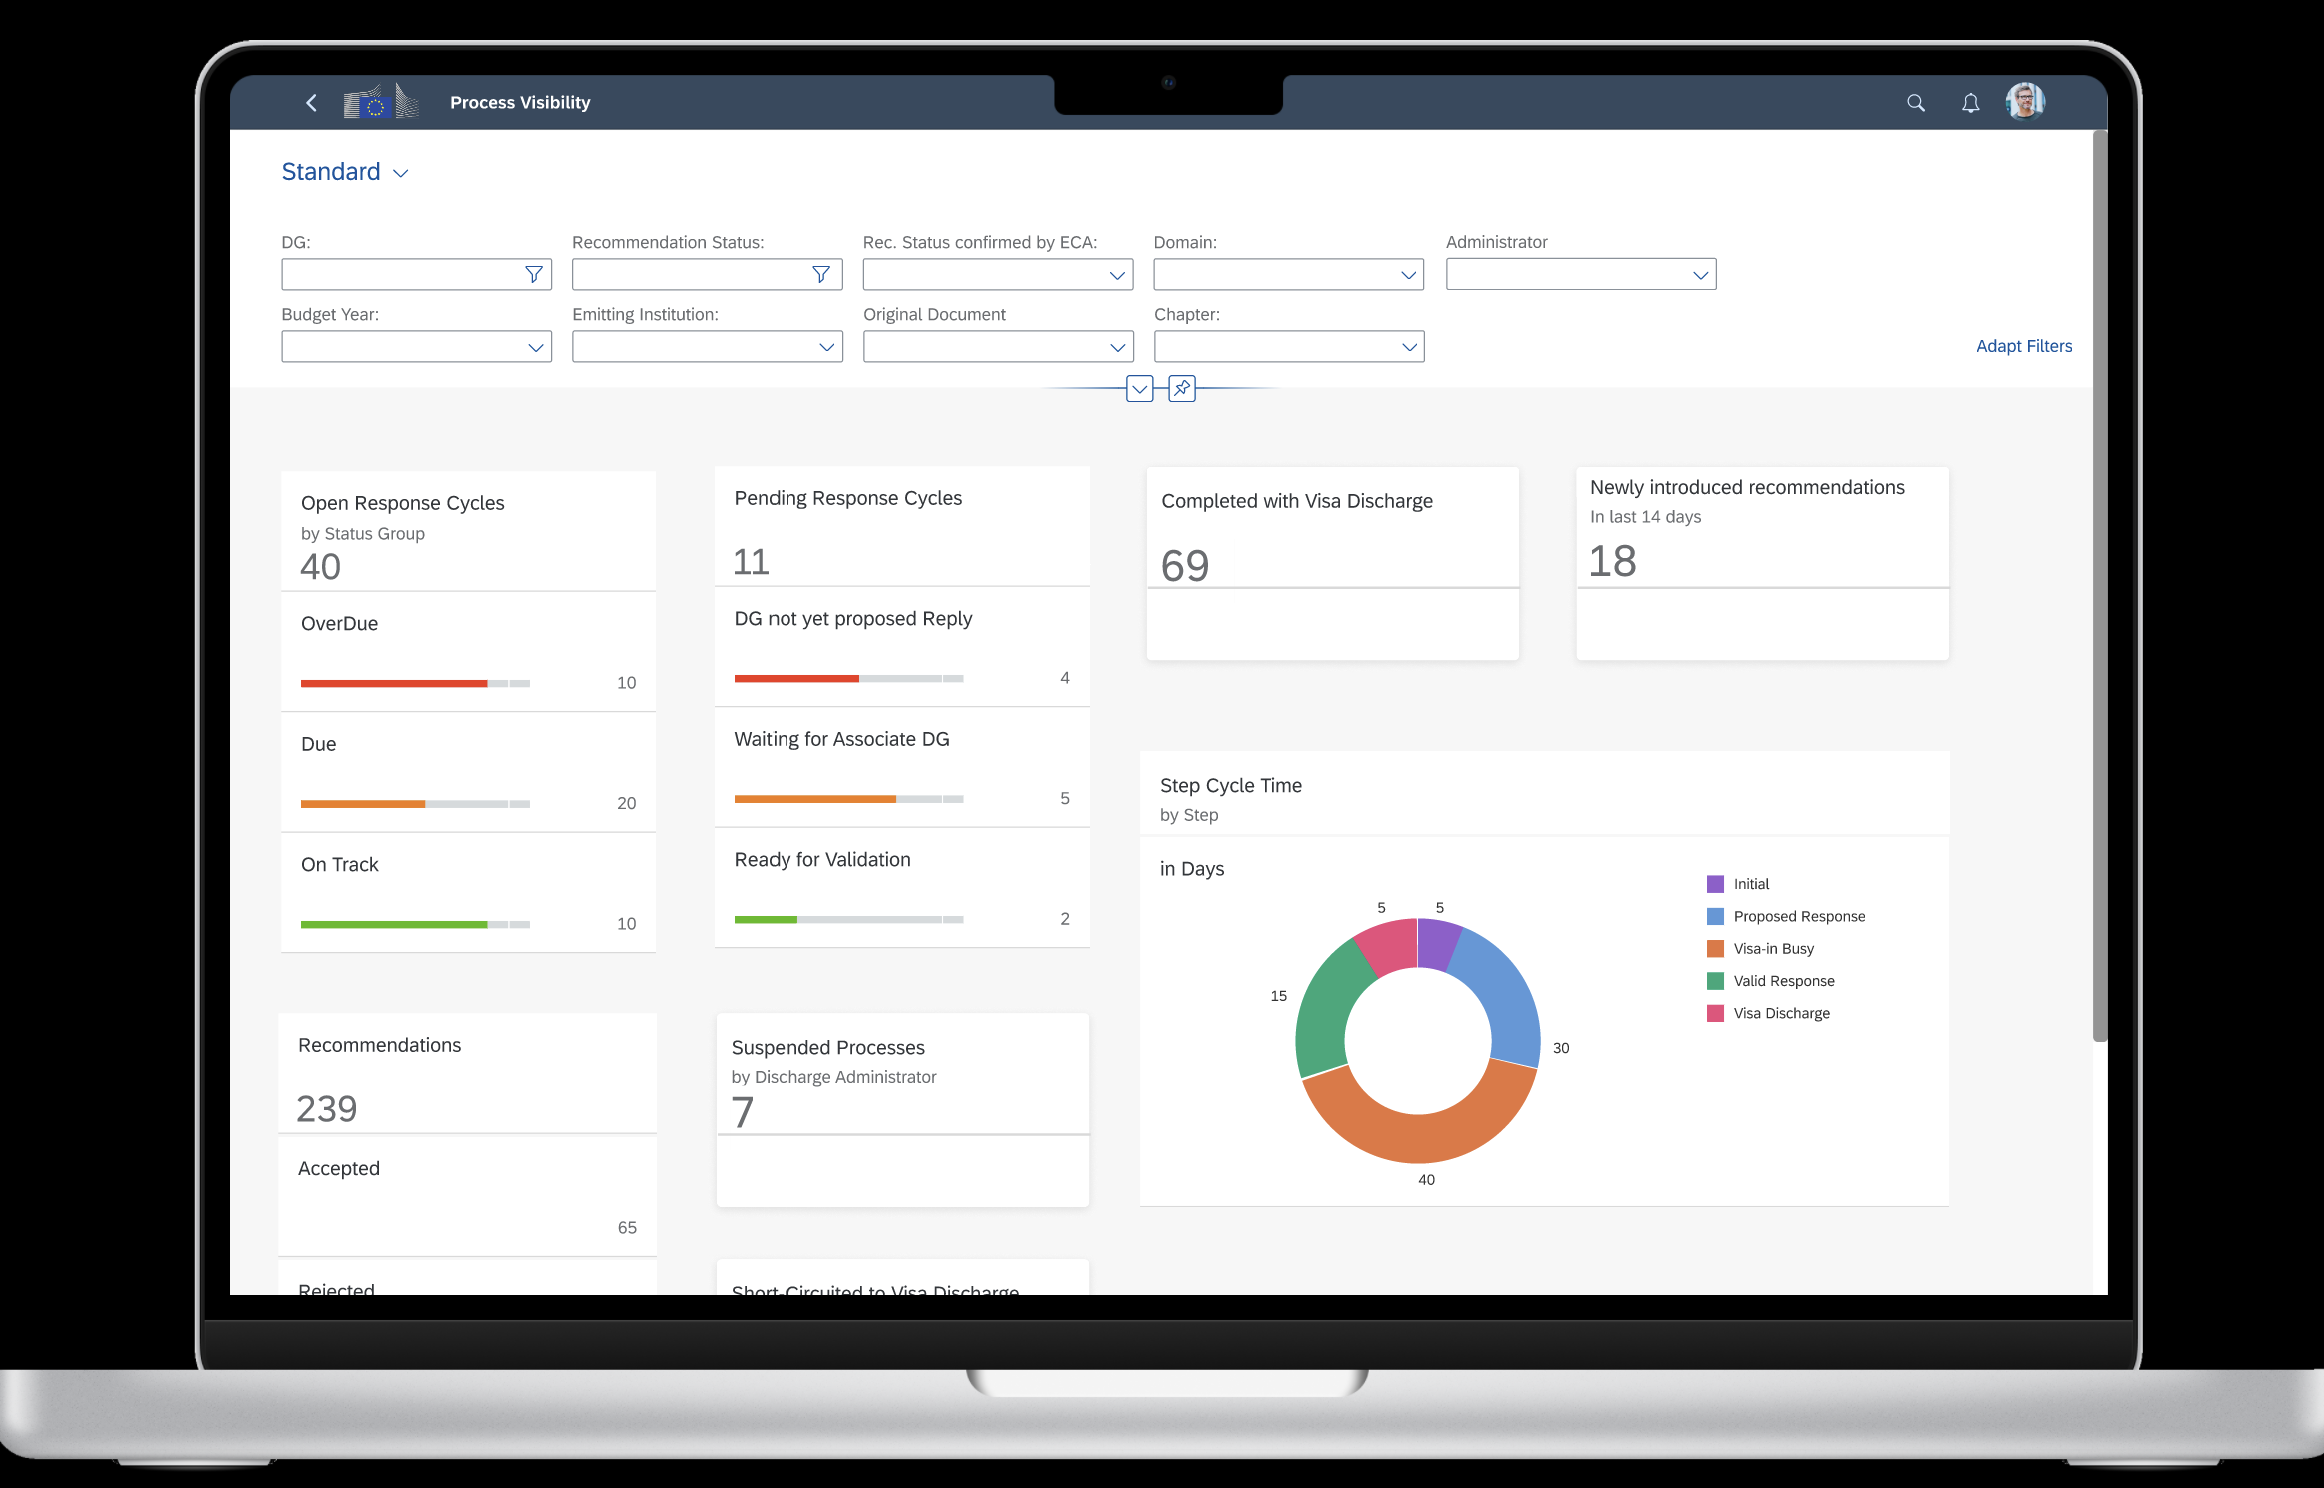 Process Visibility
Standard
DG:
Recommendation Status:
Rec. Status confirmed by ECA:
Domain:
Administrator
Budget Year:
Emitting Institution:
Original Document
Chapter:
Adapt Filters
Open Response Cycles
by Status Group
40
OverDue
10
Due
20
On Track
10
Pending Response Cycles
11
DG not yet proposed Reply
4
Waiting for Associate DG
5
Ready for Validation
2
Completed with Visa Discharge
69
Newly introduced recommendations
In last 14 days
18
Step Cycle Time
by Step
in Days
5
5
15
30
40
Initial
Proposed Response
Visa-in Busy
Valid Response
Visa Discharge
Recommendations
239
Accepted
65
Rejected
Suspended Processes
by Discharge Administrator
7
Short-Circuited to Visa Discharge